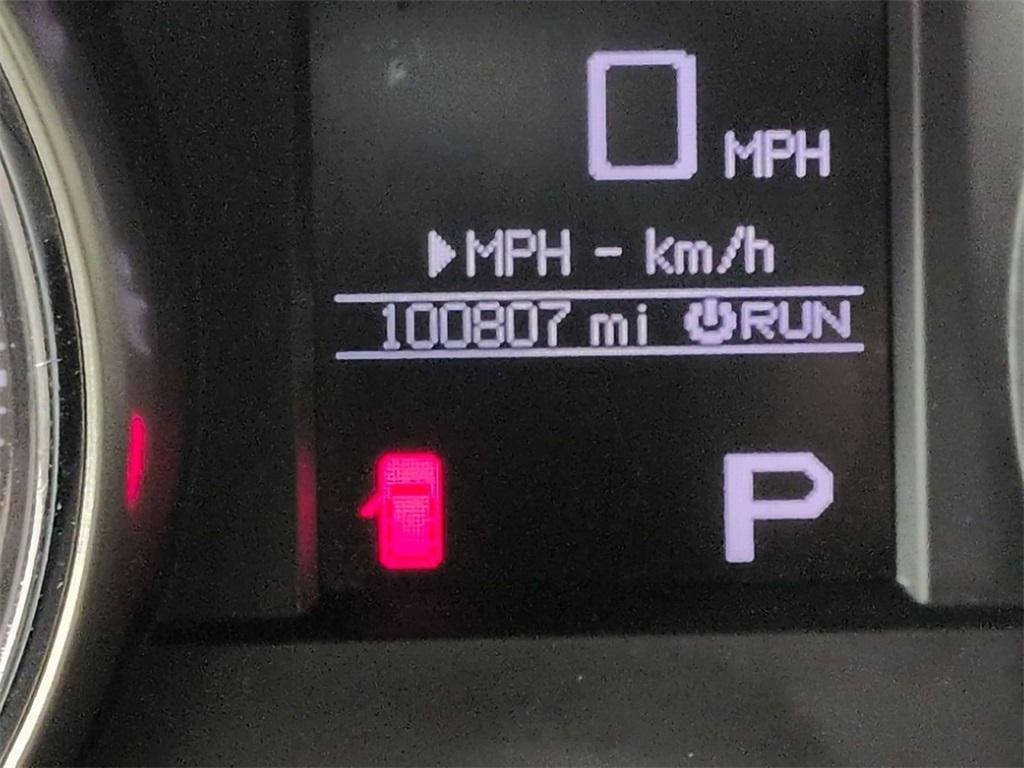 0 MPH
▶MPH - km/h
100807 mi ⏻RUN
P